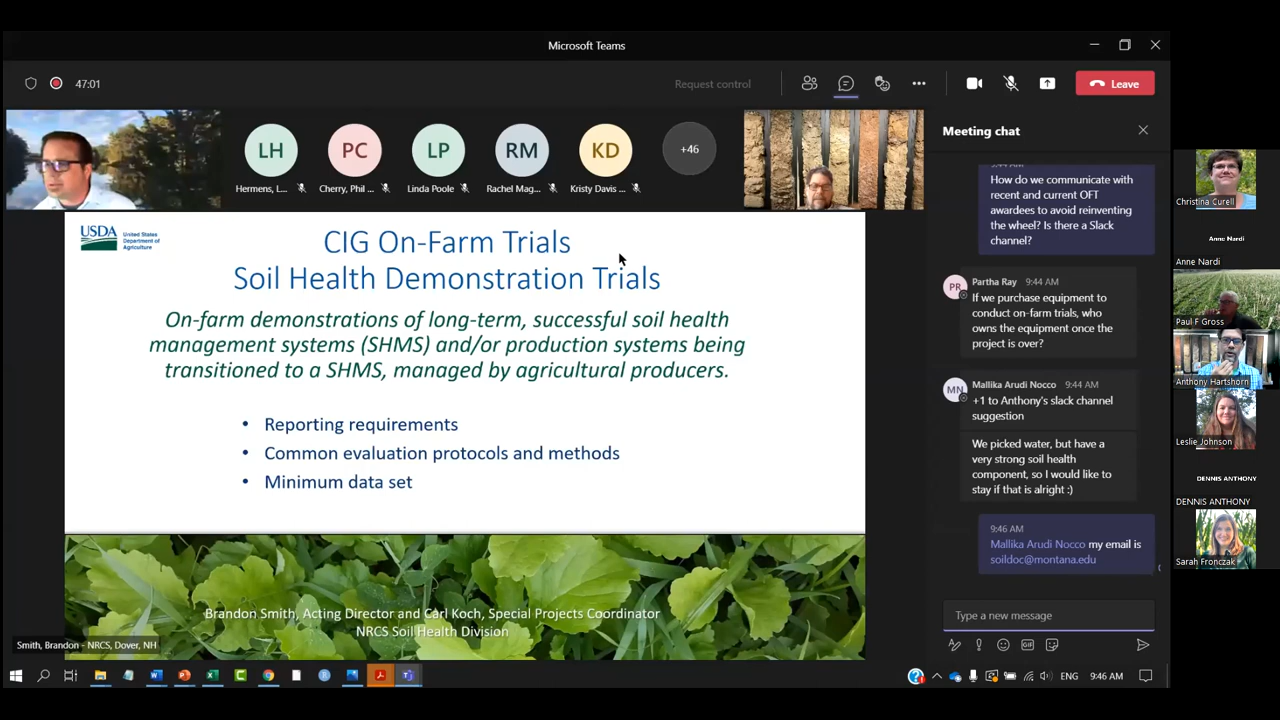 Microsoft Teams
47:01
Request control
Leave
LH
PC
LP
RM
KD
+46
Hermens, L...
Cherry, Phil ...
Linda Poole
Rachel Mag...
Kristy Davis ...
USDA
United States
Department of
Agriculture
CIG On-Farm Trials
Soil Health Demonstration Trials
On-farm demonstrations of long-term, successful soil health
management systems (SHMS) and/or production systems being
transitioned to a SHMS, managed by agricultural producers.
• Reporting requirements
• Common evaluation protocols and methods
• Minimum data set
Brandon Smith, Acting Director and Carl Koch, Special Projects Coordinator
NRCS Soil Health Division
Smith, Brandon - NRCS, Dover, NH
Meeting chat
9:44 AM
How do we communicate with
recent and current OFT
awardees to avoid reinventing
the wheel? Is there a Slack
channel?
PR
Partha Ray 9:44 AM
If we purchase equipment to
conduct on-farm trials, who
owns the equipment once the
project is over?
MN
Mallika Arudi Nocco 9:44 AM
+1 to Anthony's slack channel
suggestion
We picked water, but have a
very strong soil health
component, so I would like to
stay if that is alright :)
9:46 AM
Mallika Arudi Nocco my email is
soildoc@montana.edu
Type a new message
GIF
ENG
9:46 AM
Christina Curell
Anne Nardi
Anne Nardi
Paul F Gross
Anthony Hartshorn
Leslie Johnson
DENNIS ANTHONY
DENNIS ANTHONY
Sarah Fronczak